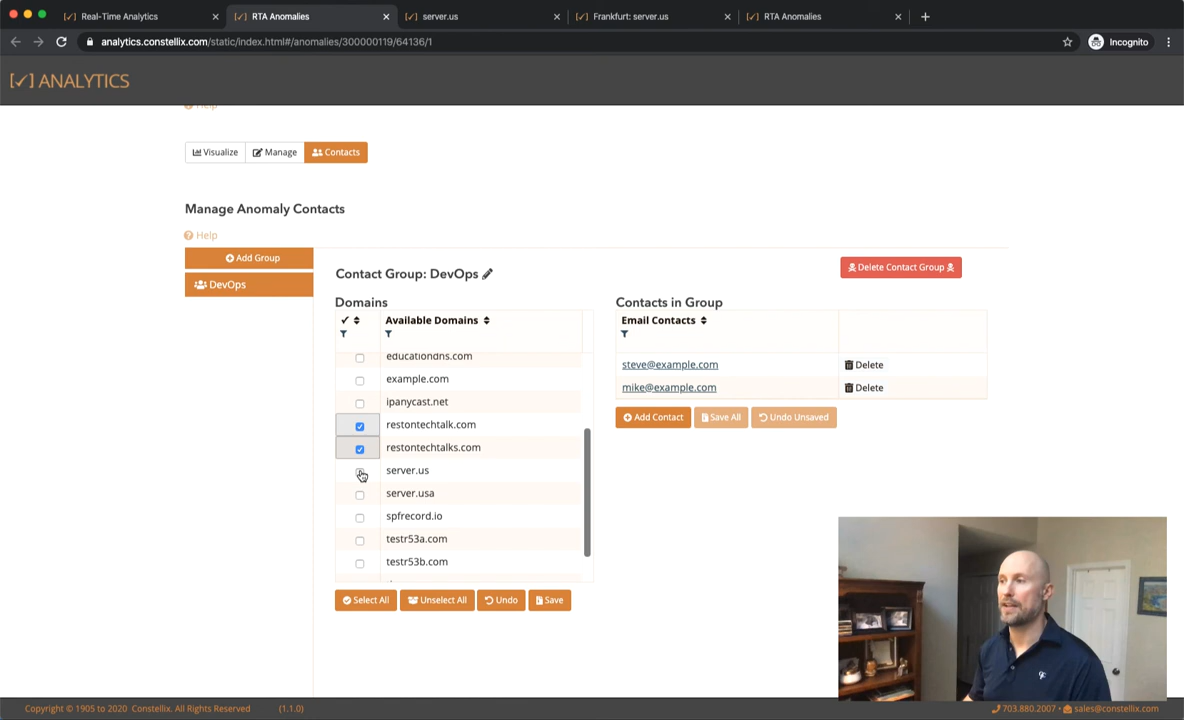 Real-Time Analytics
RTA Anomalies
server.us
Frankfurt: server.us
RTA Anomalies
analytics.constellix.com/static/index.html#/anomalies/300000119/64136/1
Incognito
ANALYTICS
Help
Visualize
Manage
Contacts
Manage Anomaly Contacts
Help
Add Group
DevOps
Contact Group: DevOps
Delete Contact Group
Domains
Available Domains
educationdns.com
example.com
ipanycast.net
restontechtalk.com
restontechtalks.com
server.us
server.usa
spfrecord.io
testr53a.com
testr53b.com
Select All
Unselect All
Undo
Save
Contacts in Group
Email Contacts
steve@example.com
Delete
mike@example.com
Delete
Add Contact
Save All
Undo Unsaved
Copyright © 1905 to 2020 Constellix. All Rights Reserved
(1.1.0)
703.880.2007 • sales@constellix.com